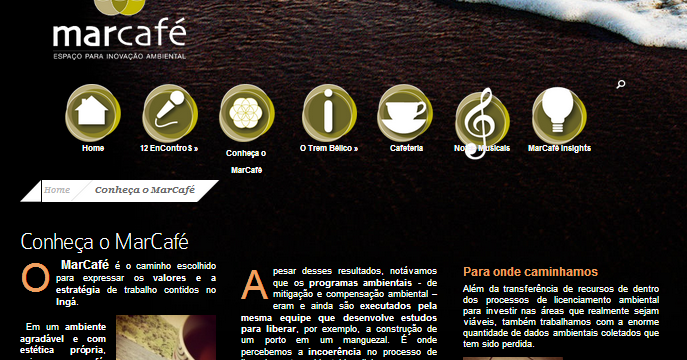 marcafé
ESPAÇO PARA INOVAÇÃO AMBIENTAL
Home
12 EnContro$ »
Conheça o
MarCafé
O Trem Bélico »
Cafeteria
No Musicais
MarCafé Insights
Home
Conheça o MarCafé
Conheça o MarCafé
O MarCafé é o caminho escolhido
para expressar os valores e a
estratégia de trabalho contidos no
Ingá.
Em um ambiente
agradável e com
estética própria,
Apesar desses resultados, notávamos
que os programas ambientais - de
mitigação e compensação ambiental –
eram e ainda são executados pela
mesma equipe que desenvolve estudos
para liberar, por exemplo, a construção de
um porto em um manguezal. É onde
percebemos a incoerência no processo de
Para onde caminhamos
Além da transferência de recursos de dentro
dos processos de licenciamento ambiental
para investir nas áreas que realmente sejam
viáveis, também trabalhamos com a enorme
quantidade de dados ambientais coletados que
tem sido perdida.